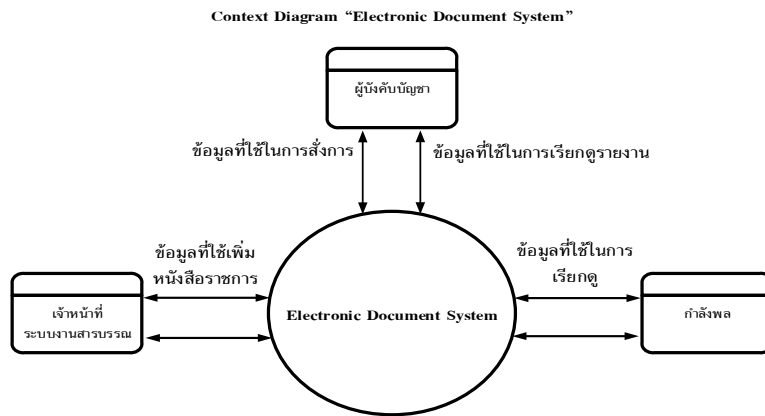 Context Diagram “Electronic Document System”
ผู้บังคับบัญชา
ข้อมูลที่ใช้ในการสั่งการ
ข้อมูลที่ใช้ในการเรียกดูรายงาน
ข้อมูลที่ใช้เพิ่ม
หนังสือราชการ
ข้อมูลที่ใช้ในการ
เรียกดู
เจ้าหน้าที่
ระบบงานสารบรรณ
Electronic Document System
กำลังพล